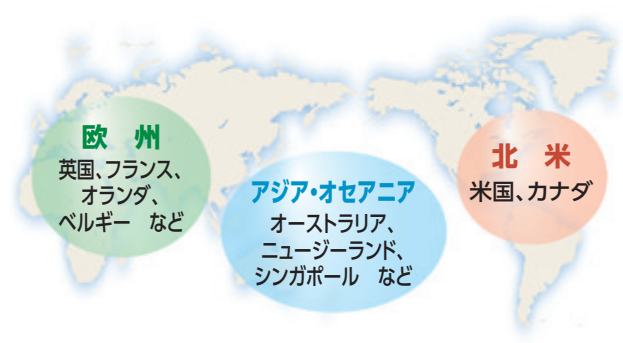 欧　州
英国、フランス、
オランダ、
ベルギー　など
アジア・オセアニア
オーストラリア、
ニュージーランド、
シンガポール　など
北　米
米国、カナダ